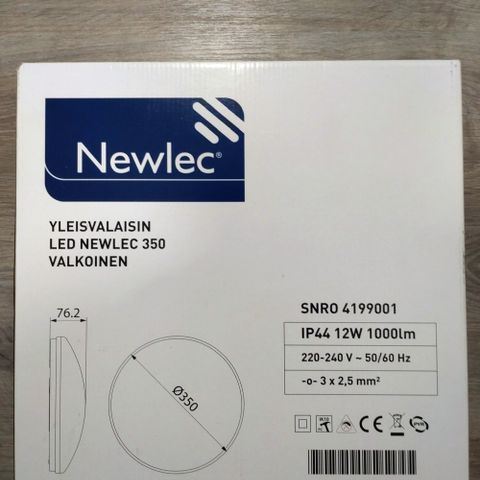 Newlec®
YLEISVALAISIN
LED NEWLEC 350
VALKOINEN
76.2
Ø350
SNRO 4199001
IP44 12W 1000lm
220-240 V ~ 50/60 Hz
-o- 3 x 2,5 mm²
CE